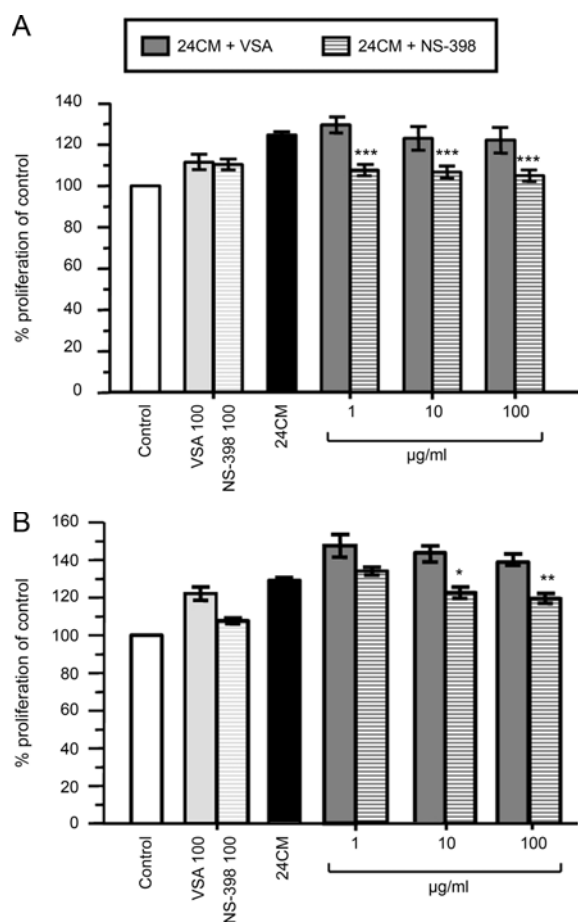 A
24CM + VSA 24CM + NS-398
% proliferation of control
140
120
100
80
60
40
20
0
*** *** ***
Control
VSA 100
NS-398 100
24CM
1 10 100
µg/ml
B
% proliferation of control
160
140
120
100
80
60
40
20
0
* **
Control
VSA 100
NS-398 100
24CM
1 10 100
µg/ml